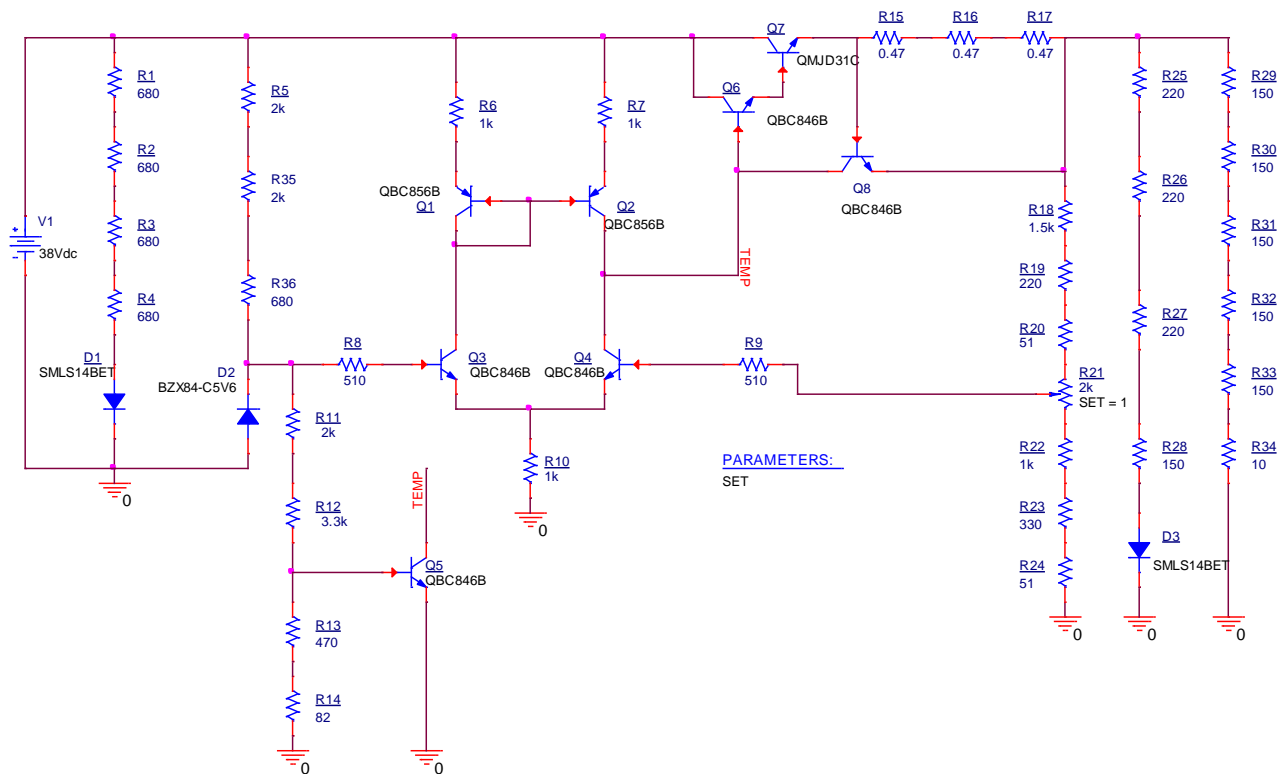 Q7
R15
R16
R17
QMJD31C
0.47
0.47
0.47
R1
680
R5
2k
R6
1k
R7
1k
Q6
QBC846B
R25
220
R29
150
R2
680
R35
2k
QBC856B
Q1
Q2
QBC856B
Q8
QBC846B
R30
150
R26
220
V1
38Vdc
R3
680
R18
1.5k
R31
150
TEMP
R4
680
R36
680
R19
220
R32
150
R27
220
R20
51
D1
SMLS14BET
D2
BZX84-C5V6
R8
510
Q3
QBC846B
Q4
QBC846B
R9
510
R21
2k
SET = 1
R33
150
R11
2k
R10
1k
PARAMETERS:
SET
R22
1k
R28
150
R34
10
0
R12
3.3k
TEMP
0
R23
330
D3
SMLS14BET
Q5
QBC846B
R24
51
R13
470
0
0
0
R14
82
0
0